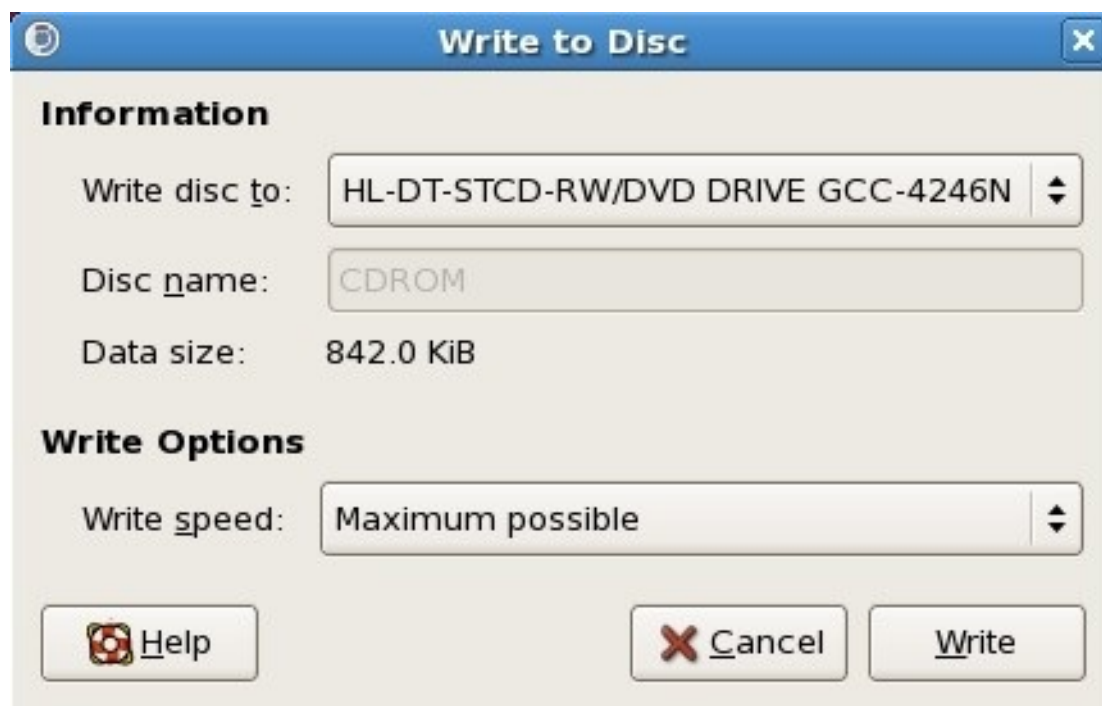 Write to Disc
Information
Write disc to: HL-DT-STCD-RW/DVD DRIVE GCC-4246N
Disc name: CDROM
Data size: 842.0 KiB
Write Options
Write speed: Maximum possible
Help Cancel Write